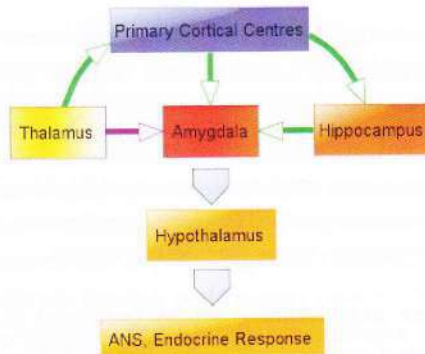 Primary Cortical Centres
Thalamus
Amygdala
Hippocampus
Hypothalamus
ANS, Endocrine Response